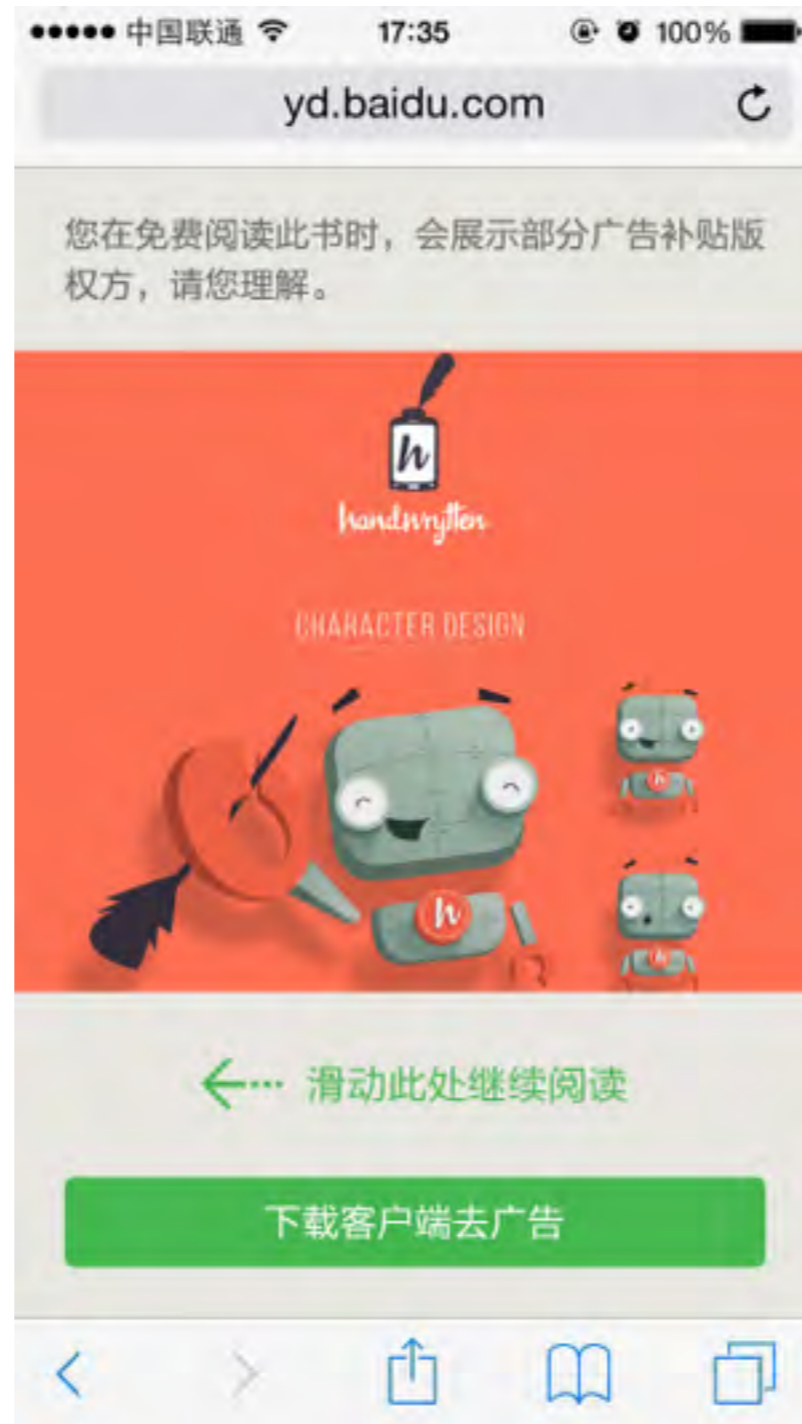 中国联通 17:35 100%
yd.baidu.com
您在免费阅读此书时，会展示部分广告补贴版
权方，请您理解。
h
handwrytten
CHARACTER DESIGN
h
h
h
滑动此处继续阅读
下载客户端去广告